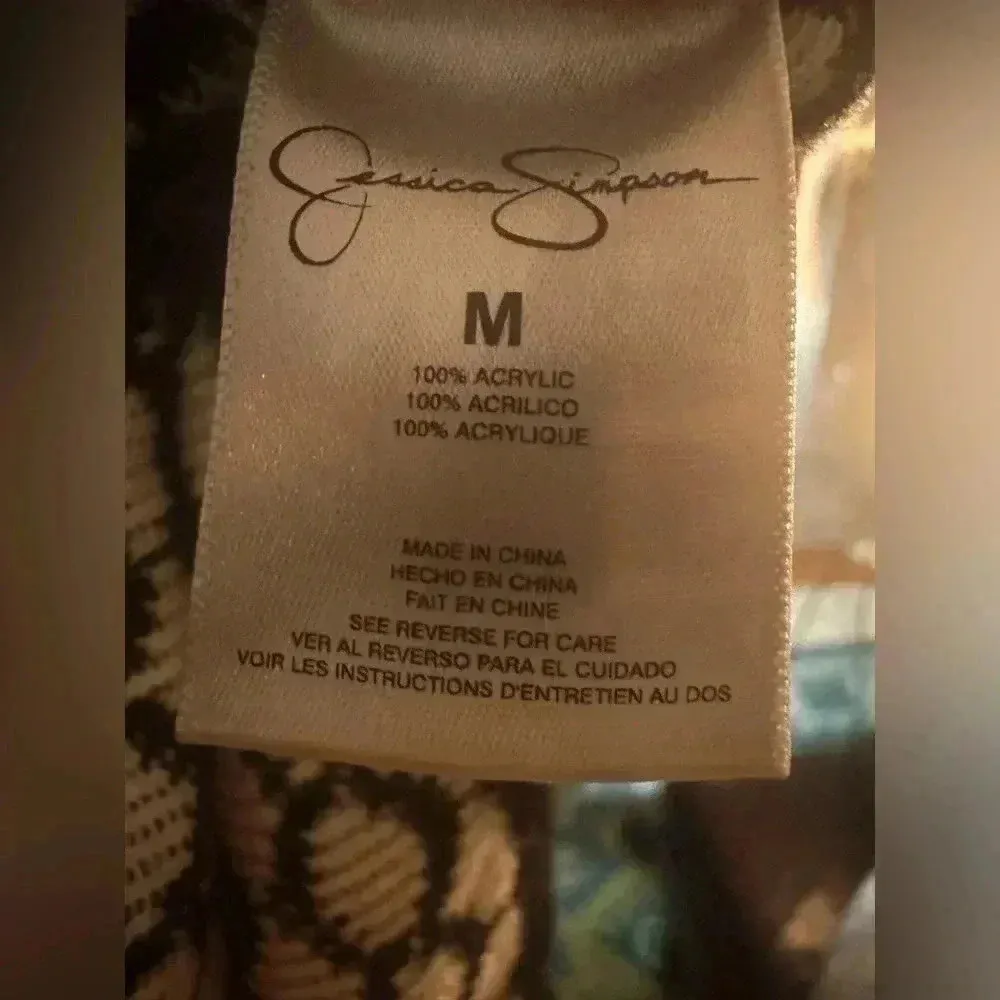 Jessica Simpson
M
100% ACRYLIC
100% ACRILICO
100% ACRYLIQUE
MADE IN CHINA
HECHO EN CHINA
FAIT EN CHINE
SEE REVERSE FOR CARE
VER AL REVERSO PARA EL CUIDADO
VOIR LES INSTRUCTIONS D'ENTRETIEN AU DOS